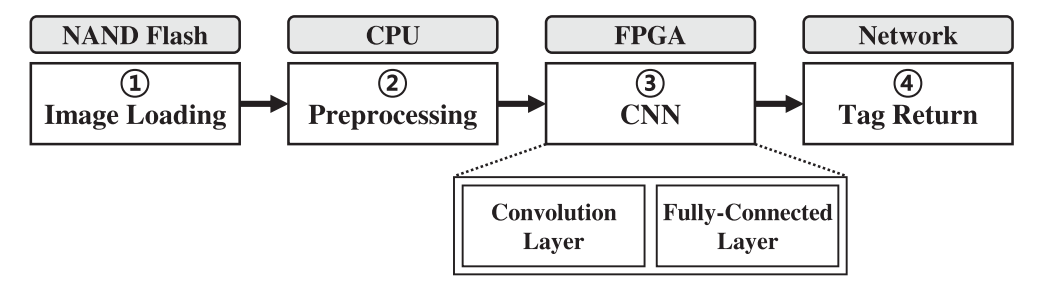 NAND Flash
CPU
FPGA
Network
①
Image Loading
②
Preprocessing
③
CNN
④
Tag Return
Convolution
Layer
Fully-Connected
Layer